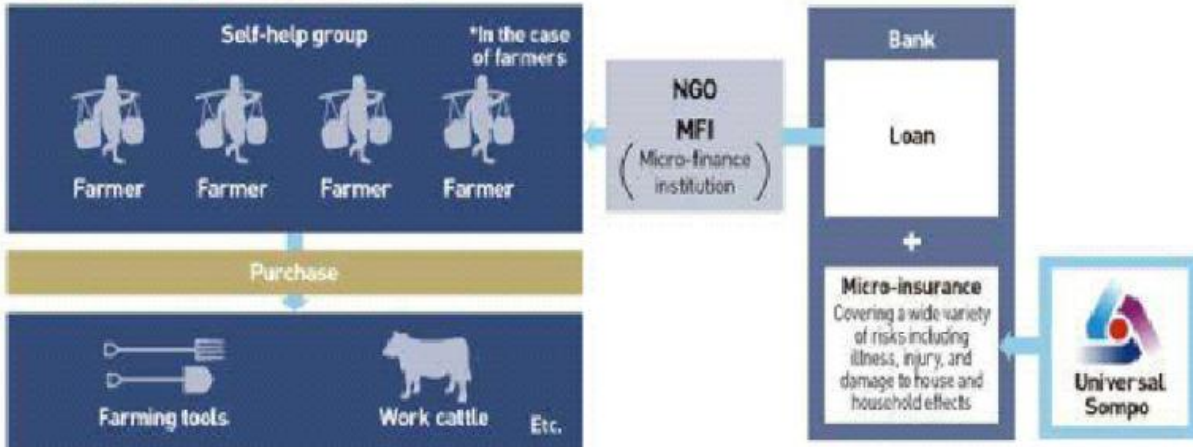 Self-help group
*In the case
of farmers
Farmer
Farmer
Farmer
Farmer
Purchase
Farming tools
Work cattle
Etc.
NGO
MFI
(Micro-finance
institution)
Bank
Loan
+
Micro-insurance
Covering a wide variety
of risks including
illness, injury, and
damage to house and
household effects
Universal
Sompo